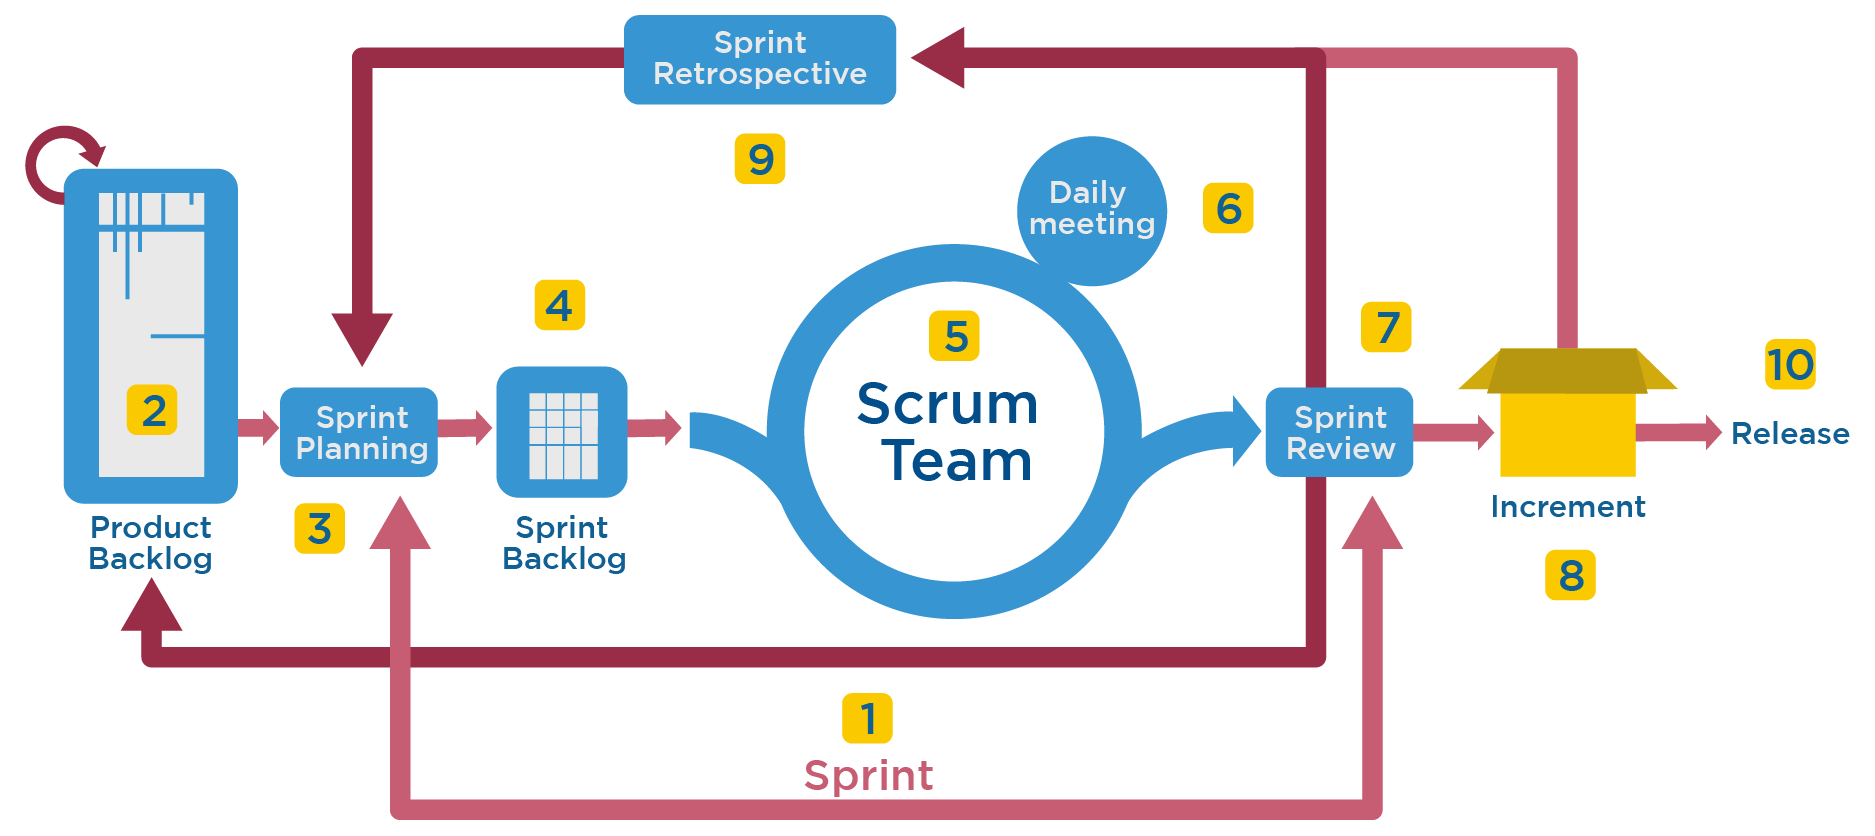 Sprint
Retrospective
9
Daily
meeting
6
4
5
Scrum
Team
7
10
2
Sprint
Planning
Sprint
Review
Release
Product
Backlog
3
Sprint
Backlog
Increment
8
1
Sprint